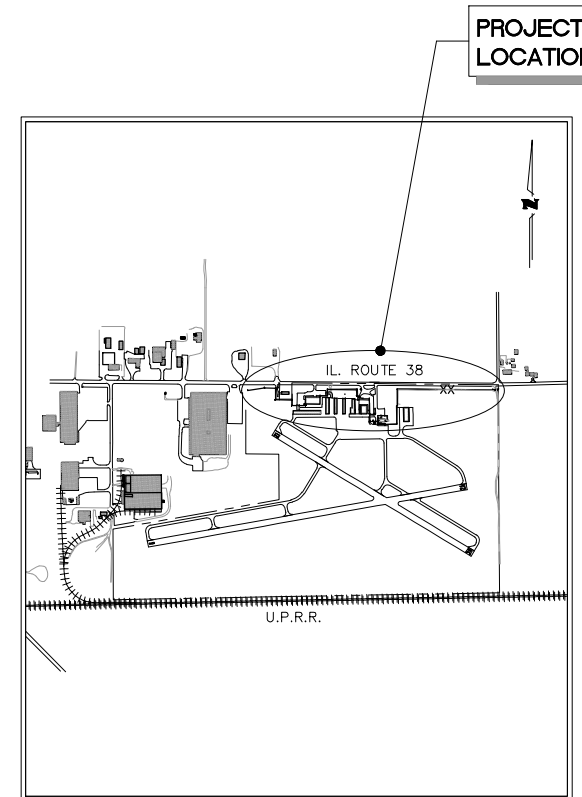 PROJECT
LOCATION
N
IL. ROUTE 38
XX
U.P.R.R.